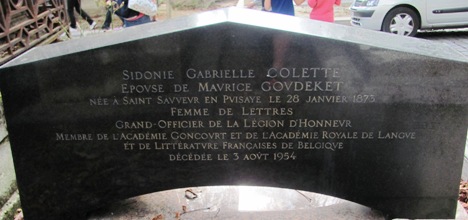 SIDONIE GABRIELLE COLETTE
ÉPOVSE DE MAVRICE GOVDEKET
NÉE À SAINT SAVVEVR EN PVISAYE LE 28 JANVIER 1873
FEMME DE LETTRES
GRAND-OFFICIER DE LA LÉGION D'HONNEVR
MEMBRE DE L'ACADÉMIE GONCOVRT ET DE L'ACADÉMIE ROYALE DE LANGVE
ET DE LITTÉRATVRE FRANÇAISES DE BELGIQVE
DÉCÉDÉE LE 3 AOVT 1954